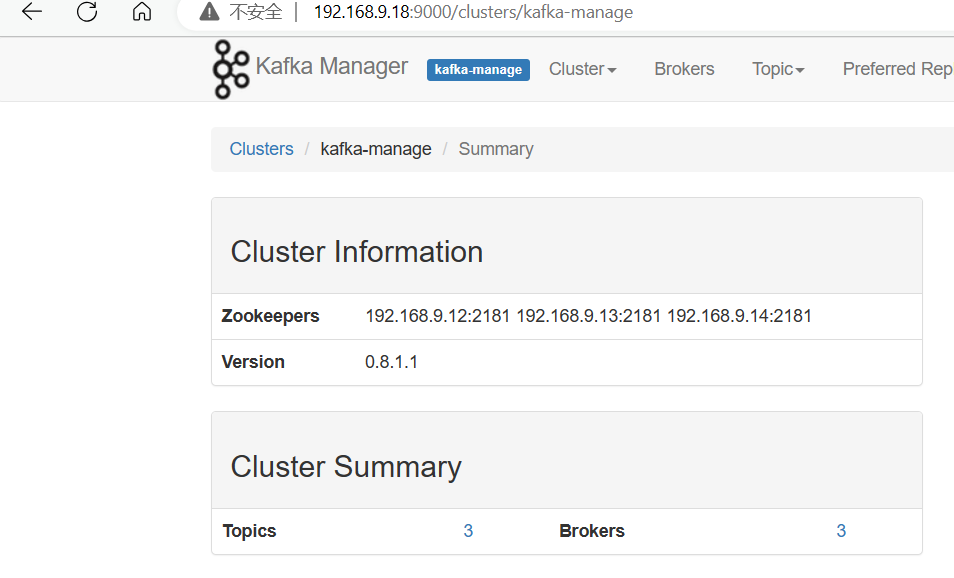 不安全 | 192.168.9.18:9000/clusters/kafka-manage
Kafka Manager kafka-manage Cluster Brokers Topic Preferred Rep
Clusters / kafka-manage / Summary
Cluster Information
Zookeepers 192.168.9.12:2181 192.168.9.13:2181 192.168.9.14:2181
Version 0.8.1.1
Cluster Summary
Topics 3 Brokers 3